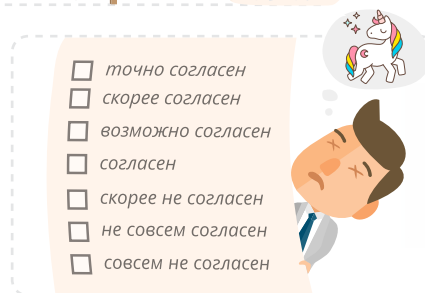 точно согласен
скорее согласен
возможно согласен
согласен
скорее не согласен
не совсем согласен
совсем не согласен